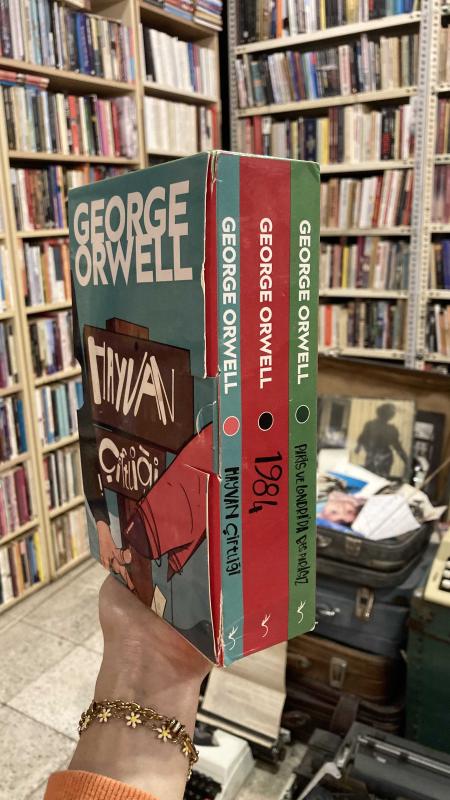 GEORGE
ORWELL
HAYVAN
Çiftliği
GEORGE ORWELL
HAYVAN ÇİFTLİĞİ
GEORGE ORWELL
1984
GEORGE ORWELL
PARİS VE LONDRA'DA BEŞ PARASIZ